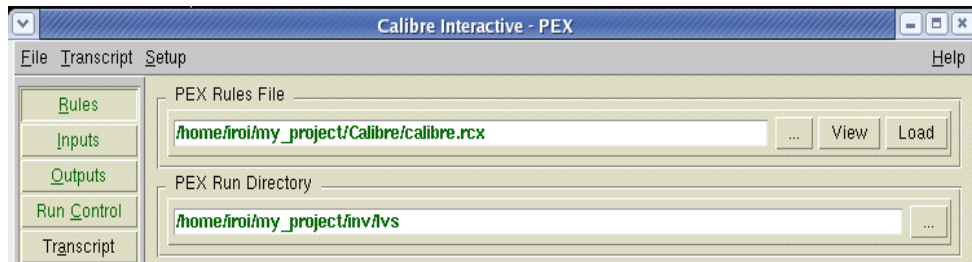 Calibre Interactive - PEX
File Transcript Setup Help
Rules
Inputs
Outputs
Run Control
Transcript
PEX Rules File
/home/iroi/my_project/Calibre/calibre.rcx ... View Load
PEX Run Directory
/home/iroi/my_project/inv/lvs ...